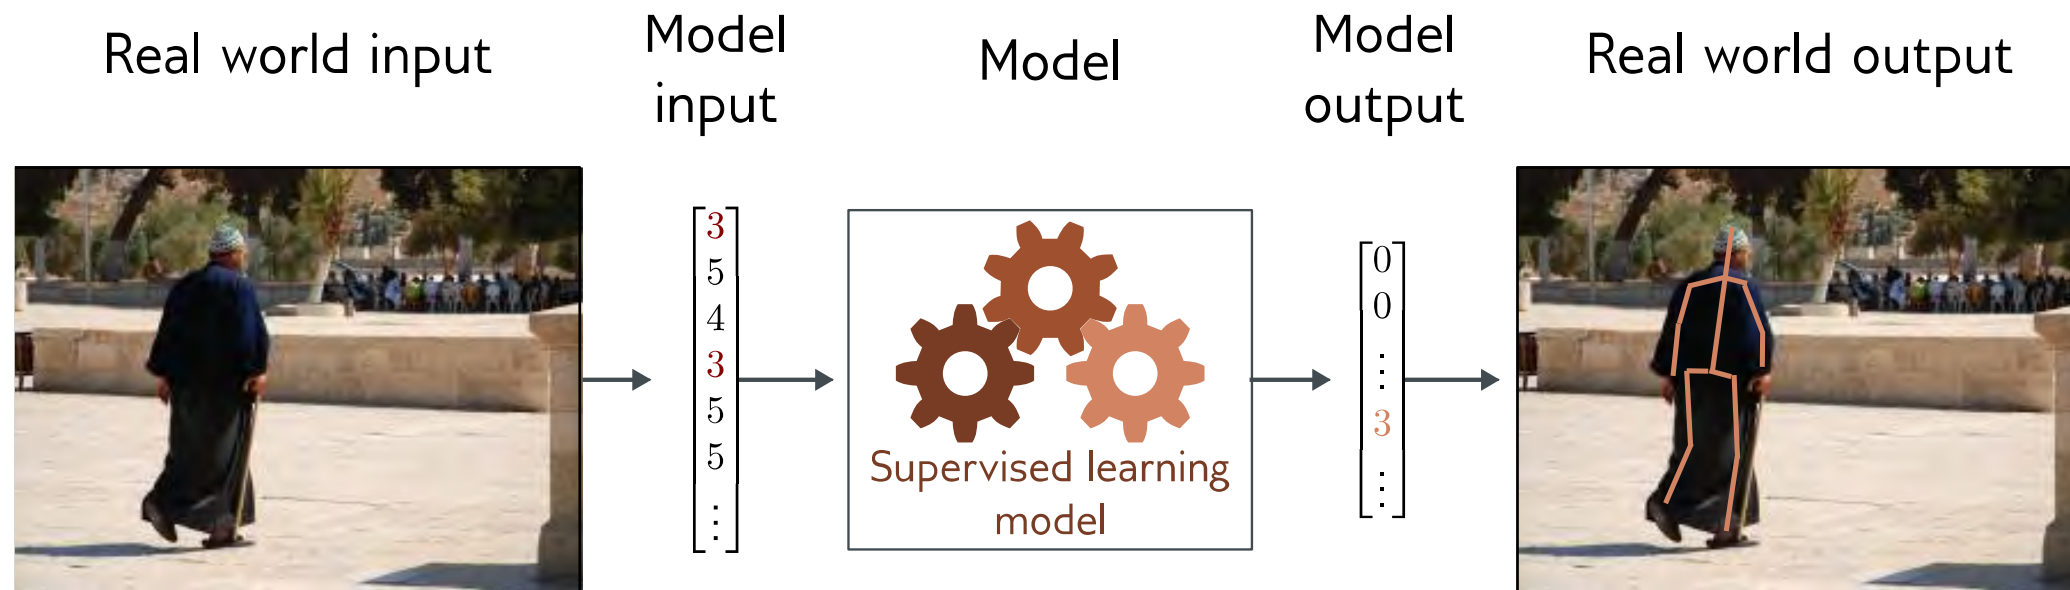 Real world input
Model
input
Model
Model
output
Real world output
3
5
4
3
5
5
⋮
Supervised learning
model
0
0
⋮
3
⋮